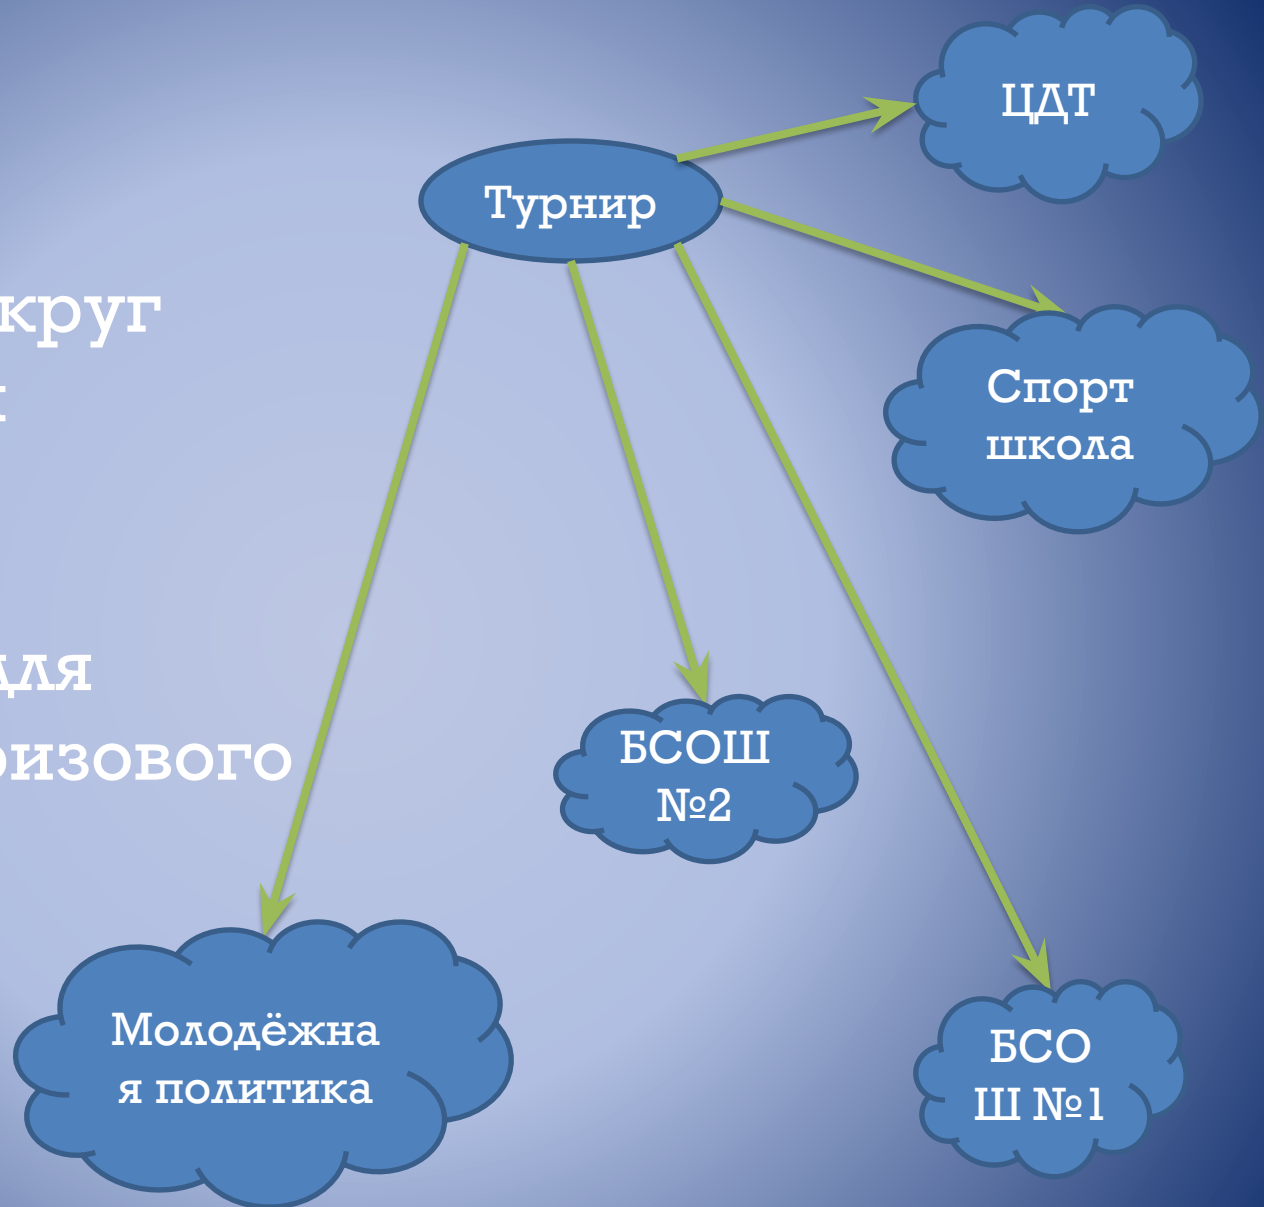 ЦДТ
Турнир
круг
Спорт
школа
для
ризового
БСОШ
№2
Молодёжна
я политика
БСО
Ш №1